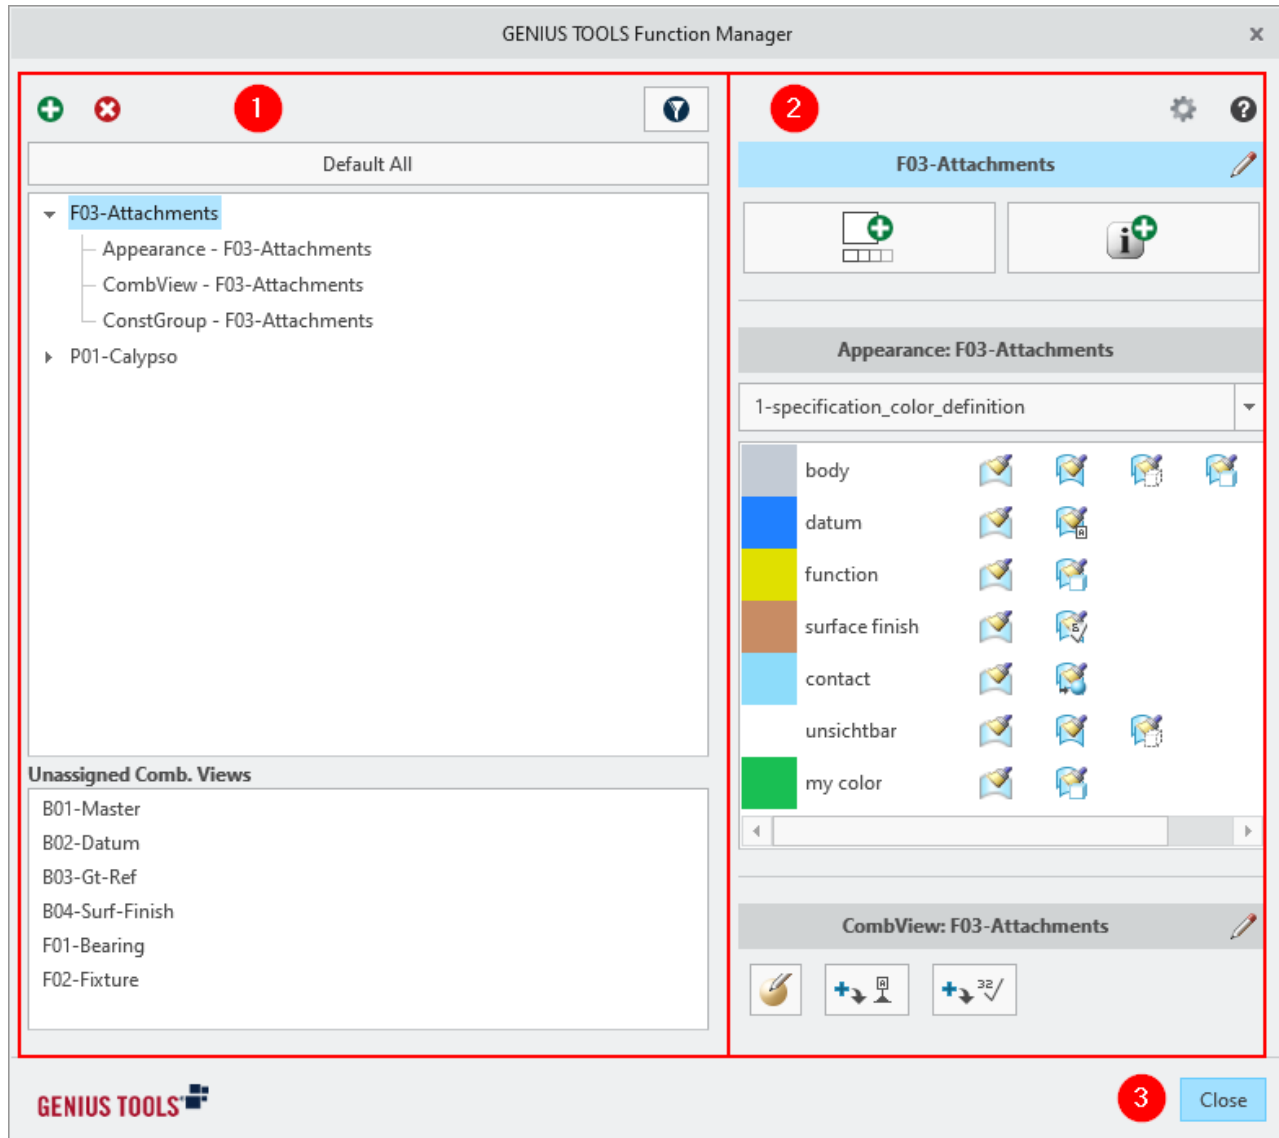 GENIUS TOOLS Function Manager
1
Default All
F03-Attachments
Appearance - F03-Attachments
CombView - F03-Attachments
ConstGroup - F03-Attachments
P01-Calypso
Unassigned Comb. Views
B01-Master
B02-Datum
B03-Gt-Ref
B04-Surf-Finish
F01-Bearing
F02-Fixture
2
?
F03-Attachments
i
Appearance: F03-Attachments
1-specification_color_definition
body
datum
A
function
surface finish
contact
unsichtbar
my color
CombView: F03-Attachments
A
32
GENIUS TOOLS
3
Close